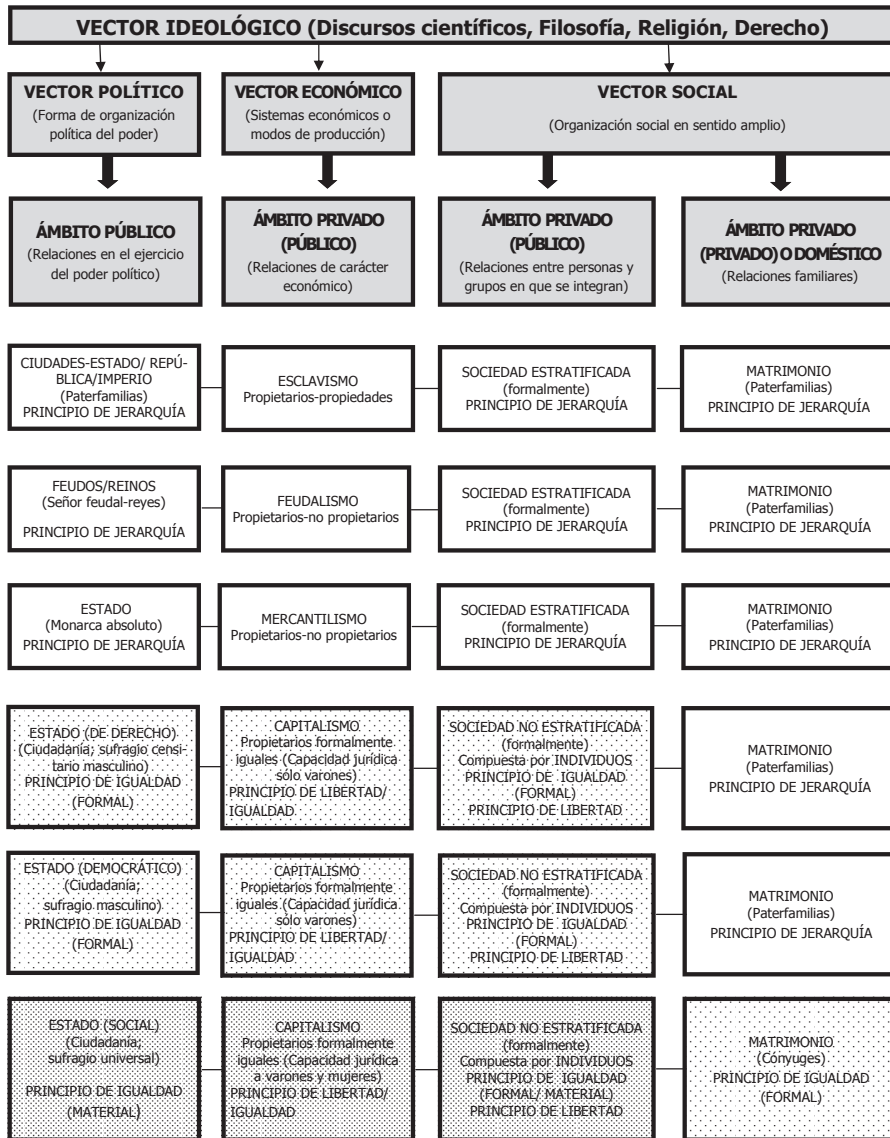 VECTOR IDEOLÓGICO (Discursos científicos, Filosofía, Religión, Derecho)
VECTOR POLÍTICO
(Forma de organización
política del poder)
VECTOR ECONÓMICO
(Sistemas económicos o
modos de producción)
VECTOR SOCIAL
(Organización social en sentido amplio)
ÁMBITO PÚBLICO
(Relaciones en el ejercicio
del poder político)
ÁMBITO PRIVADO
(PÚBLICO)
(Relaciones de carácter
económico)
ÁMBITO PRIVADO
(PÚBLICO)
(Relaciones entre personas y
grupos en que se integran)
ÁMBITO PRIVADO
(PRIVADO) O DOMÉSTICO
(Relaciones familiares)
CIUDADES-ESTADO/ REPÚ-
BLICA/IMPERIO
(Paterfamilias)
PRINCIPIO DE JERARQUÍA
ESCLAVISMO
Propietarios-propiedades
SOCIEDAD ESTRATIFICADA
(formalmente)
PRINCIPIO DE JERARQUÍA
MATRIMONIO
(Paterfamilias)
PRINCIPIO DE JERARQUÍA
FEUDOS/REINOS
(Señor feudal-reyes)
PRINCIPIO DE JERARQUÍA
FEUDALISMO
Propietarios-no propietarios
SOCIEDAD ESTRATIFICADA
(formalmente)
PRINCIPIO DE JERARQUÍA
MATRIMONIO
(Paterfamilias)
PRINCIPIO DE JERARQUÍA
ESTADO
(Monarca absoluto)
PRINCIPIO DE JERARQUÍA
MERCANTILISMO
Propietarios-no propietarios
SOCIEDAD ESTRATIFICADA
(formalmente)
PRINCIPIO DE JERARQUÍA
MATRIMONIO
(Paterfamilias)
PRINCIPIO DE JERARQUÍA
ESTADO (DE DERECHO)
(Ciudadanía; sufragio censi-
tario masculino)
PRINCIPIO DE IGUALDAD
(FORMAL)
CAPITALISMO
Propietarios formalmente
iguales (Capacidad jurídica
sólo varones)
PRINCIPIO DE LIBERTAD/
IGUALDAD
SOCIEDAD NO ESTRATIFICADA
(formalmente)
Compuesta por INDIVIDUOS
PRINCIPIO DE IGUALDAD
(FORMAL)
PRINCIPIO DE LIBERTAD
MATRIMONIO
(Paterfamilias)
PRINCIPIO DE JERARQUÍA
ESTADO (DEMOCRÁTICO)
(Ciudadanía;
sufragio masculino)
PRINCIPIO DE IGUALDAD
(FORMAL)
CAPITALISMO
Propietarios formalmente
iguales (Capacidad jurídica
sólo varones)
PRINCIPIO DE LIBERTAD/
IGUALDAD
SOCIEDAD NO ESTRATIFICADA
(formalmente)
Compuesta por INDIVIDUOS
PRINCIPIO DE IGUALDAD
(FORMAL)
PRINCIPIO DE LIBERTAD
MATRIMONIO
(Paterfamilias)
PRINCIPIO DE JERARQUÍA
ESTADO (SOCIAL)
(Ciudadanía;
sufragio universal)
PRINCIPIO DE IGUALDAD
(MATERIAL)
CAPITALISMO
Propietarios formalmente
iguales (Capacidad jurídica
a varones y mujeres)
PRINCIPIO DE LIBERTAD/
IGUALDAD
SOCIEDAD NO ESTRATIFICADA
(formalmente)
Compuesta por INDIVIDUOS
PRINCIPIO DE IGUALDAD
(FORMAL/ MATERIAL)
PRINCIPIO DE LIBERTAD
MATRIMONIO
(Cónyuges)
PRINCIPIO DE IGUALDAD
(FORMAL)